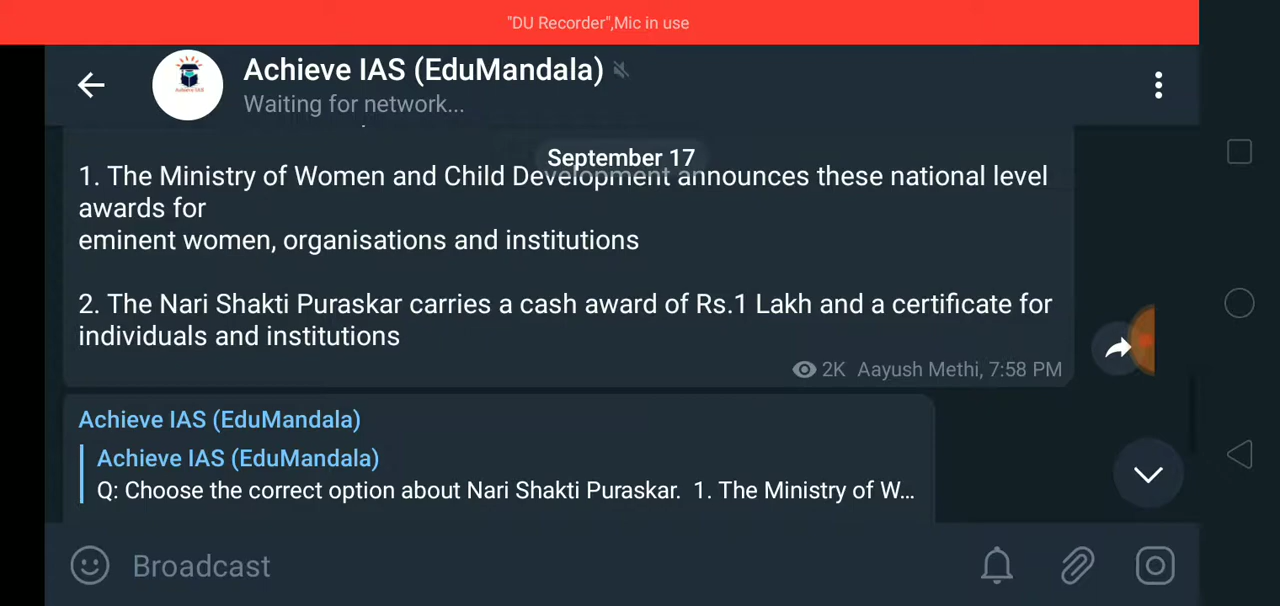 "DU Recorder",Mic in use
Achieve IAS (EduMandala)
Waiting for network...
September 17
1. The Ministry of Women and Child Development announces these national level
awards for
eminent women, organisations and institutions
2. The Nari Shakti Puraskar carries a cash award of Rs.1 Lakh and a certificate for
individuals and institutions
2K Aayush Methi, 7:58 PM
Achieve IAS (EduMandala)
Achieve IAS (EduMandala)
Q: Choose the correct option about Nari Shakti Puraskar. 1. The Ministry of W...
Broadcast